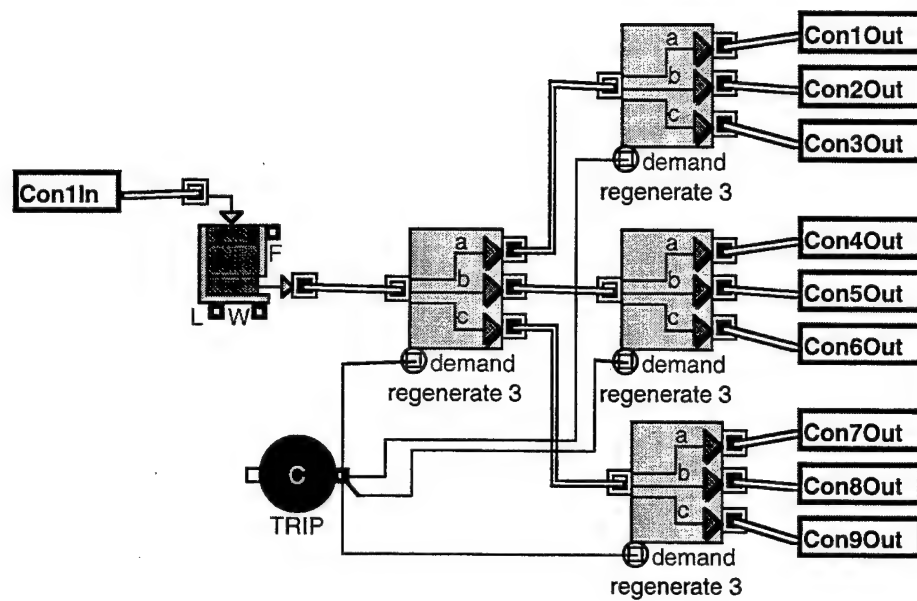 a
b
c
demand
regenerate 3
Con1Out
Con2Out
Con3Out
Con1In
F
L W
a
b
c
demand
regenerate 3
a
b
c
demand
regenerate 3
Con4Out
Con5Out
Con6Out
C
TRIP
a
b
c
demand
regenerate 3
Con7Out
Con8Out
Con9Out